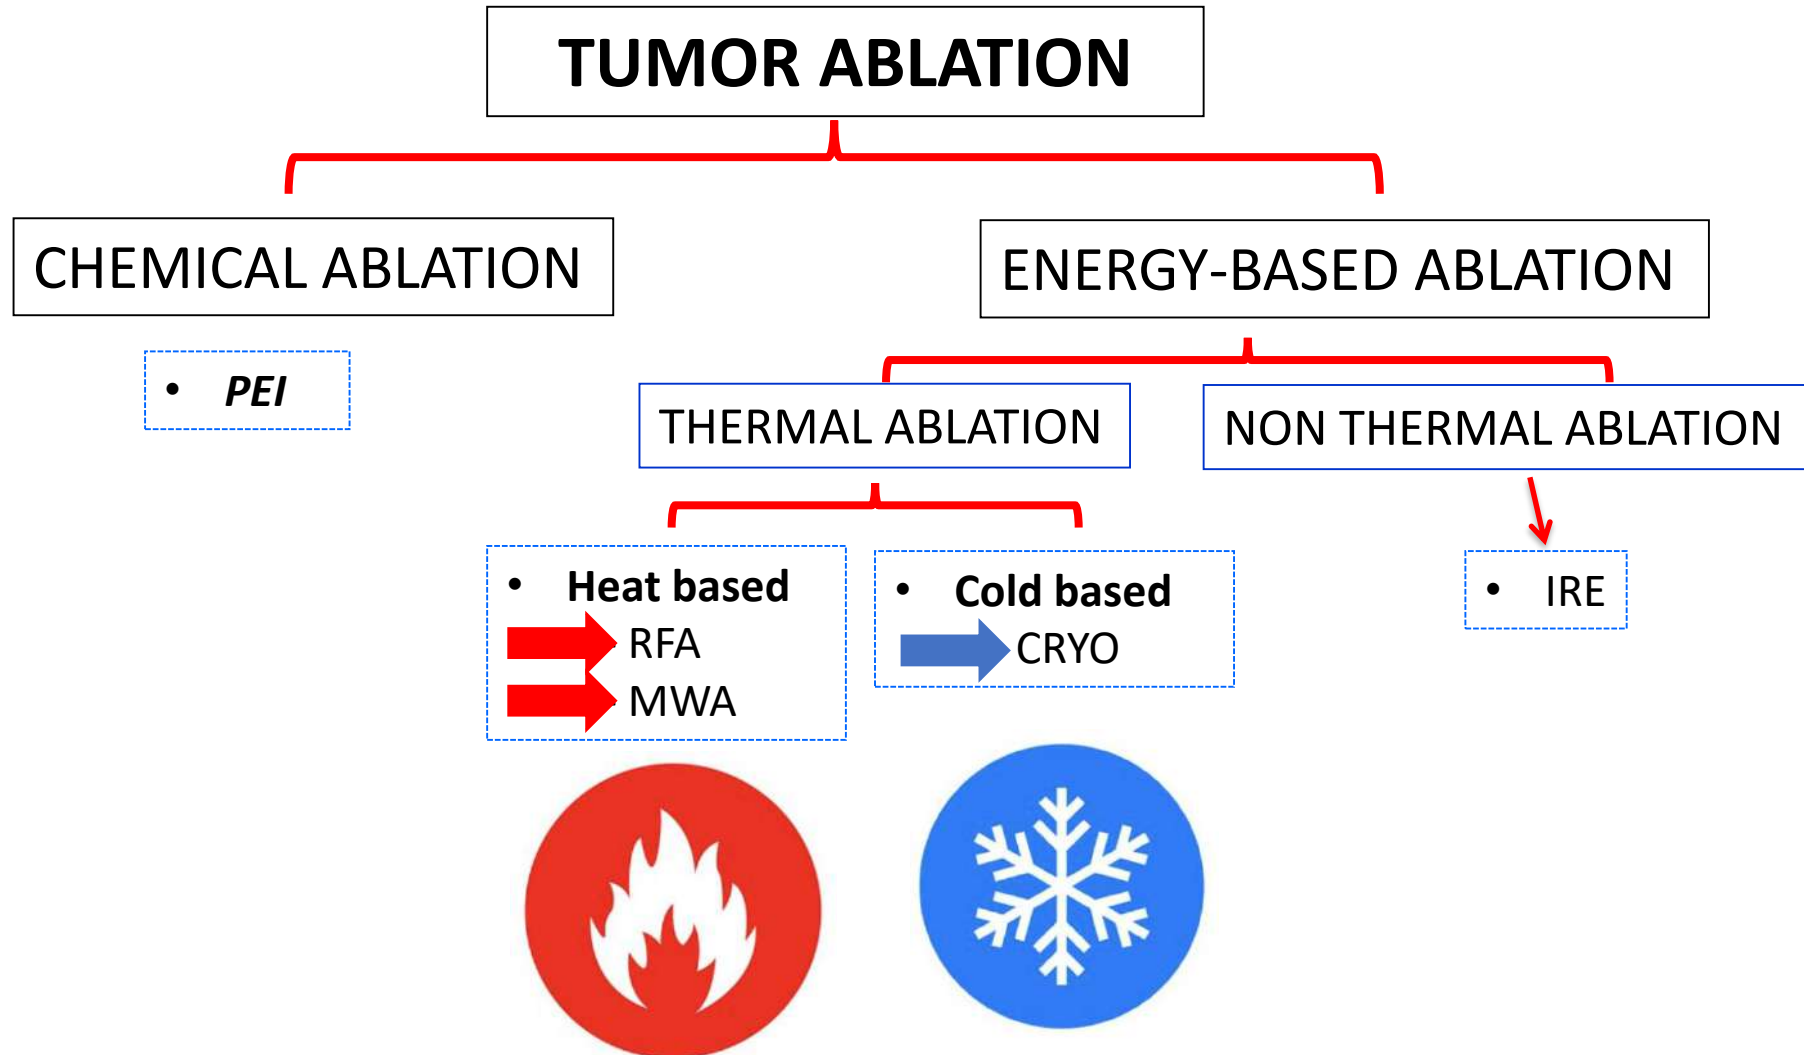 TUMOR ABLATION
CHEMICAL ABLATION
ENERGY-BASED ABLATION
• PEI
THERMAL ABLATION
NON THERMAL ABLATION
• Heat based
RFA
MWA
• Cold based
CRYO
• IRE